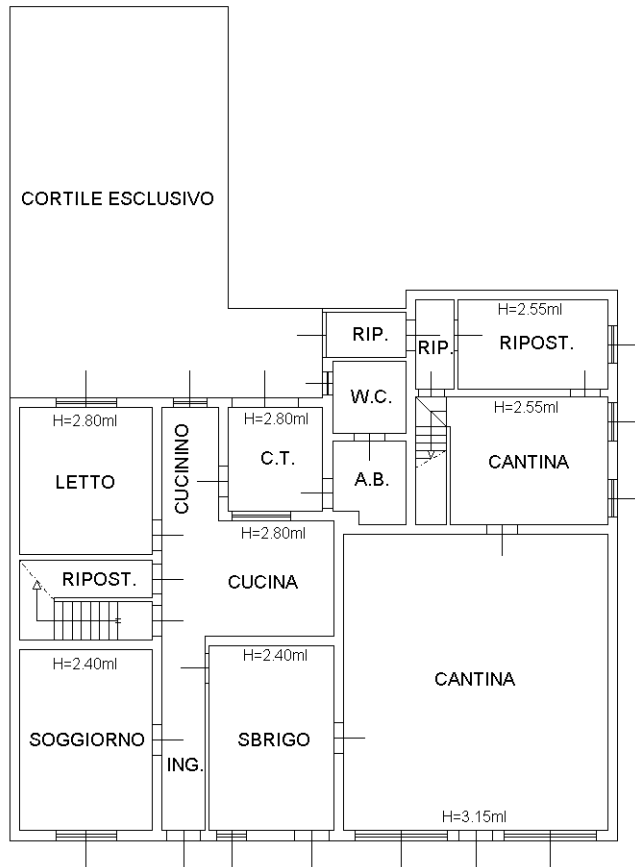 CORTILE ESCLUSIVO
H=2.55ml
RIP.
RIP.
RIPOST.
W.C.
H=2.80ml
H=2.80ml
H=2.55ml
CUCININO
C.T.
CANTINA
LETTO
A.B.
H=2.80ml
RIPOST.
CUCINA
H=2.40ml
H=2.40ml
CANTINA
SOGGIORNO
SBRIGO
ING.
H=3.15ml